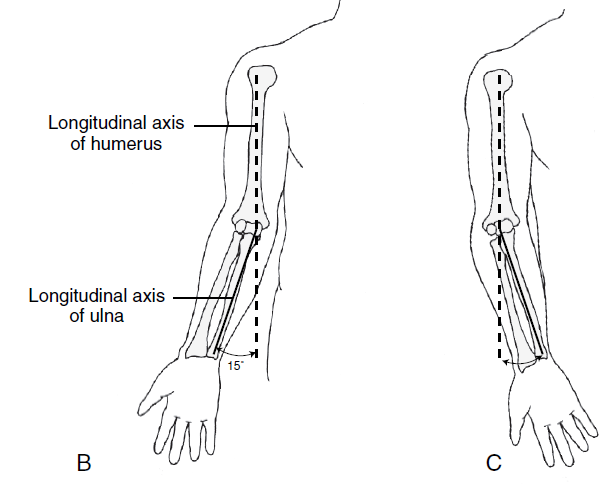 Longitudinal axis
of humerus
Longitudinal axis
of ulna
15°
B
C